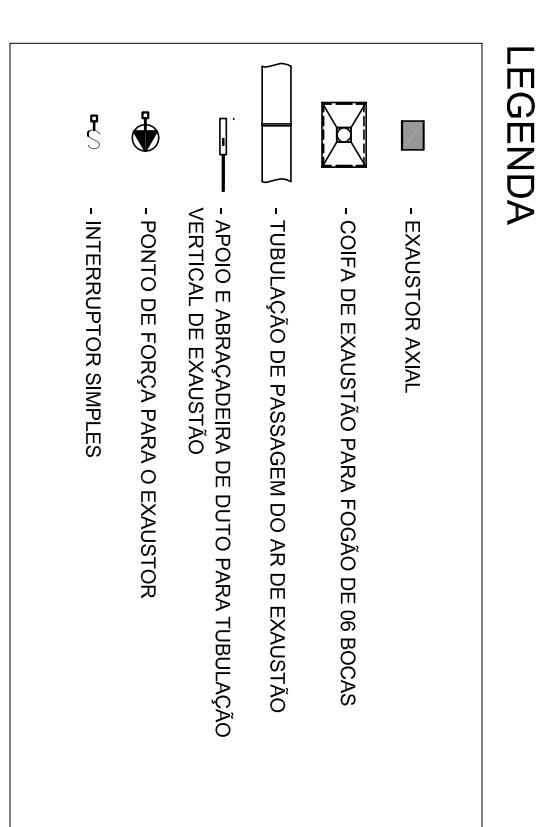 LEGENDA
- EXAUSTOR AXIAL
- COIFA DE EXAUSTÃO PARA FOGÃO DE 06 BOCAS
- TUBULAÇÃO DE PASSAGEM DO AR DE EXAUSTÃO
- APOIO E ABRAÇADEIRA DE DUTO PARA TUBULAÇÃO
VERTICAL DE EXAUSTÃO
- PONTO DE FORÇA PARA O EXAUSTOR
S - INTERRUPTOR SIMPLES